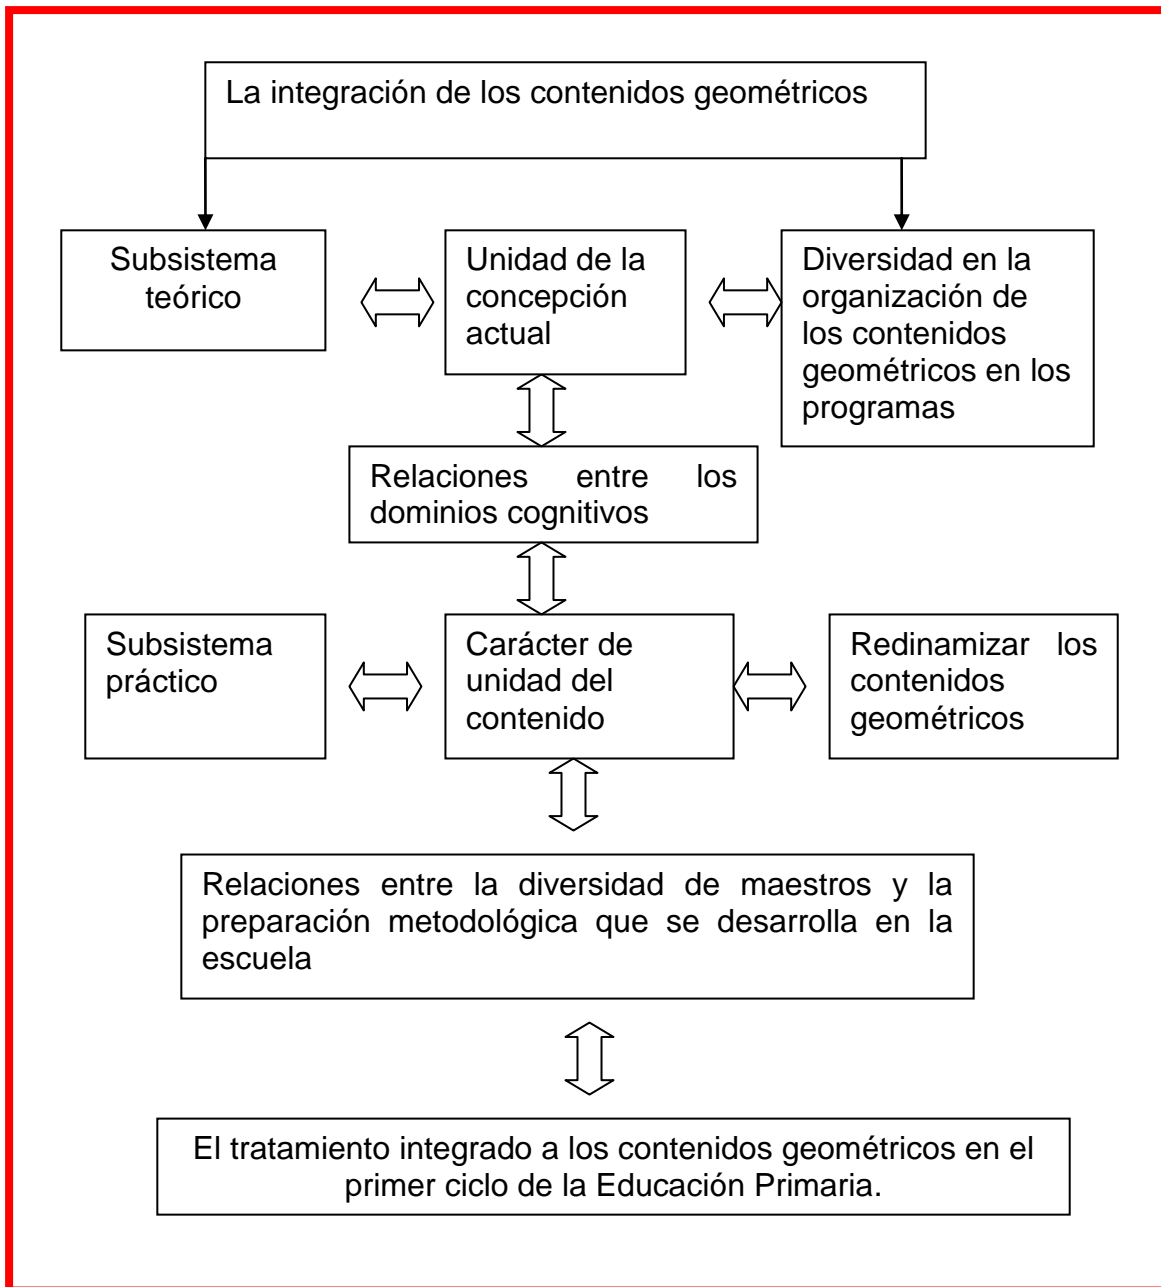 La integración de los contenidos geométricos
Subsistema
teórico
Unidad de la
concepción
actual
Diversidad en la
organización de
los contenidos
geométricos en los
programas
Relaciones entre los
dominios cognitivos
Subsistema
práctico
Carácter de
unidad del
contenido
Redinamizar los
contenidos
geométricos
Relaciones entre la diversidad de maestros y la
preparación metodológica que se desarrolla en la
escuela
El tratamiento integrado a los contenidos geométricos en el
primer ciclo de la Educación Primaria.